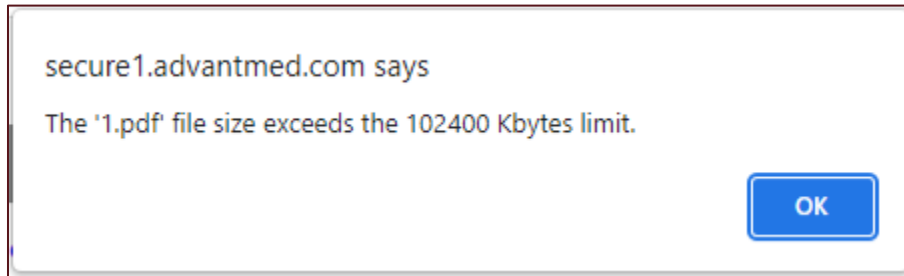 secure1.advantmed.com says
The '1.pdf' file size exceeds the 102400 Kbytes limit.
OK